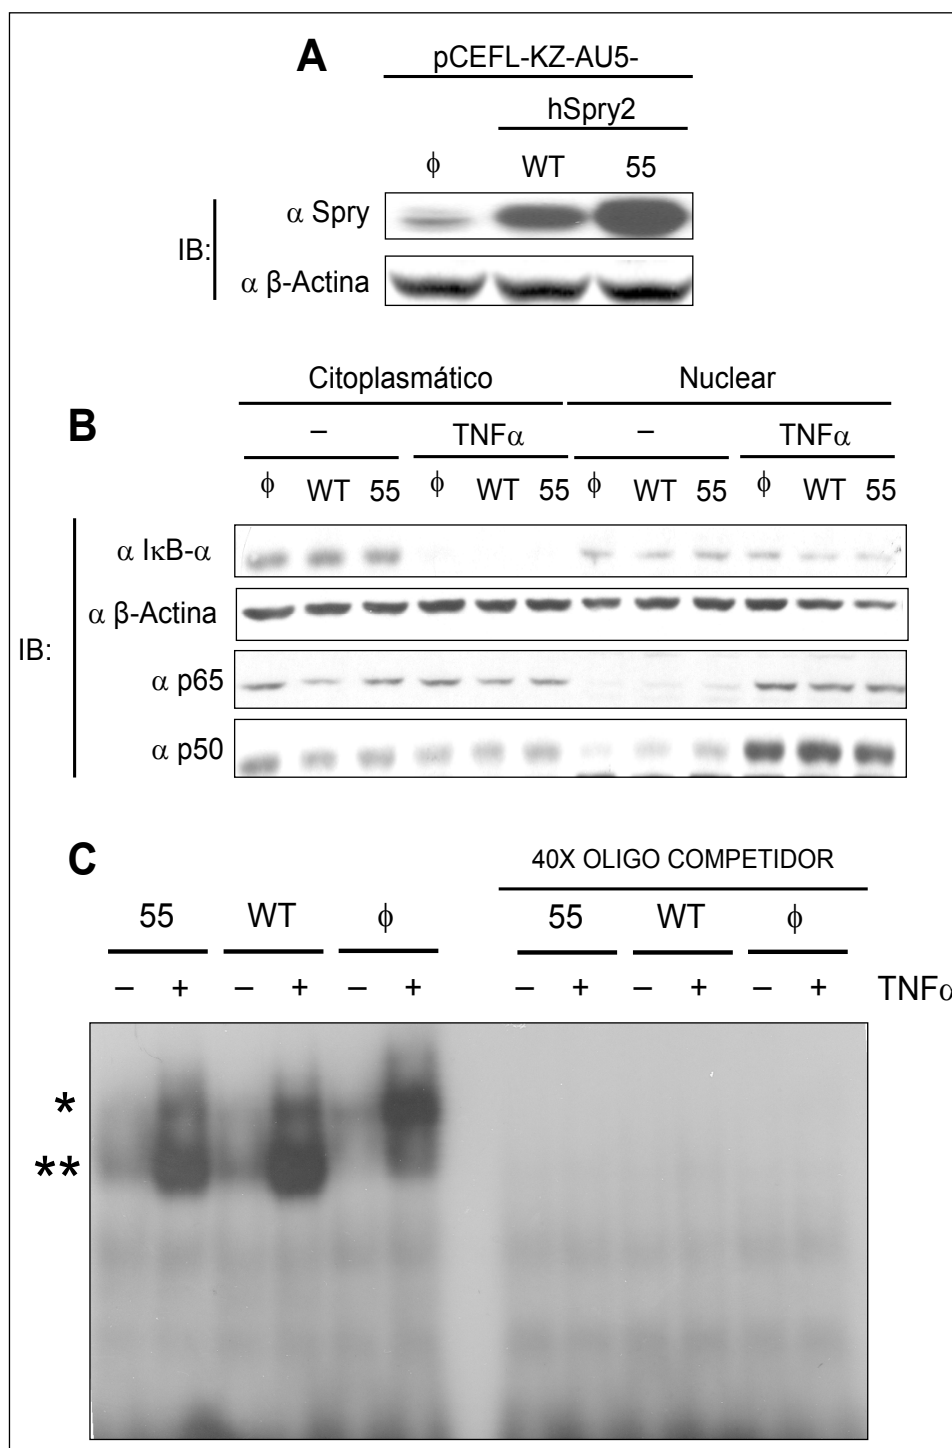 A
pCEFL-KZ-AU5-
hSpry2
ϕ WT 55
IB:
α Spry
α β-Actina
B
Citoplasmático Nuclear
– TNFα – TNFα
ϕ WT 55 ϕ WT 55 ϕ WT 55 ϕ WT 55
IB:
α IκB-α
α β-Actina
α p65
α p50
C
40X OLIGO COMPETIDOR
55 WT ϕ 55 WT ϕ
– + – + – + – + – + – + TNFα
*
**